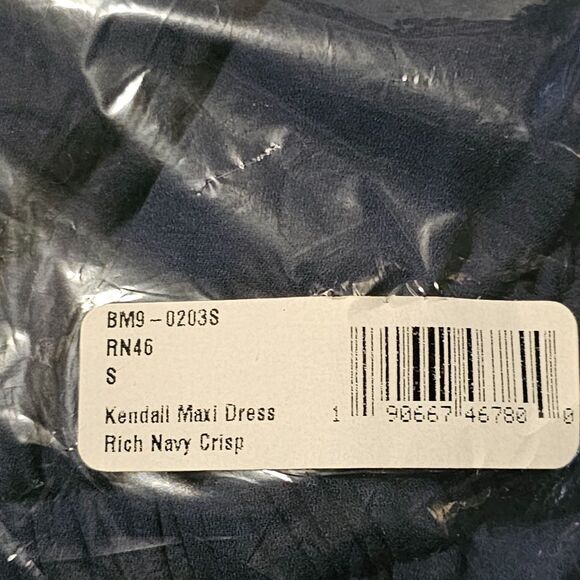 BM9-0203S
RN46
S
Kendall Maxi Dress
Rich Navy Crisp
1 90667 46780 0